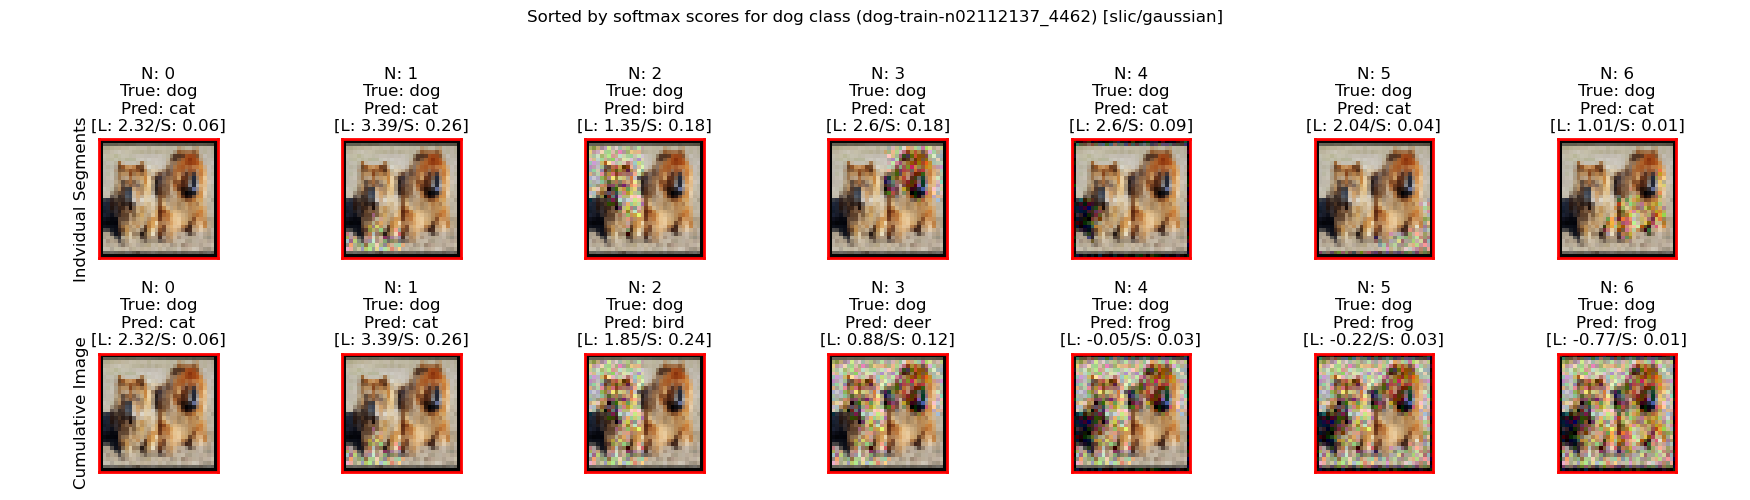 Sorted by softmax scores for dog class (dog-train-n02112137_4462) [slic/gaussian]
Indvidual Segments
N: 0
True: dog
Pred: cat
[L: 2.32/S: 0.06]
N: 1
True: dog
Pred: cat
[L: 3.39/S: 0.26]
N: 2
True: dog
Pred: bird
[L: 1.35/S: 0.18]
N: 3
True: dog
Pred: cat
[L: 2.6/S: 0.18]
N: 4
True: dog
Pred: cat
[L: 2.6/S: 0.09]
N: 5
True: dog
Pred: cat
[L: 2.04/S: 0.04]
N: 6
True: dog
Pred: cat
[L: 1.01/S: 0.01]
Cumulative Image
N: 0
True: dog
Pred: cat
[L: 2.32/S: 0.06]
N: 1
True: dog
Pred: cat
[L: 3.39/S: 0.26]
N: 2
True: dog
Pred: bird
[L: 1.85/S: 0.24]
N: 3
True: dog
Pred: deer
[L: 0.88/S: 0.12]
N: 4
True: dog
Pred: frog
[L: -0.05/S: 0.03]
N: 5
True: dog
Pred: frog
[L: -0.22/S: 0.03]
N: 6
True: dog
Pred: frog
[L: -0.77/S: 0.01]